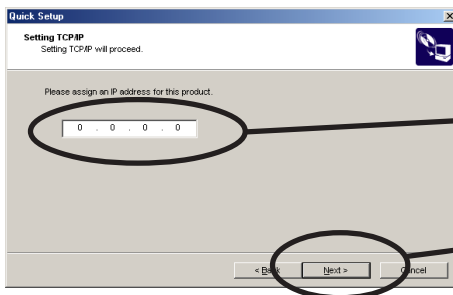 Quick Setup
Setting TCP/IP
Setting TCP/IP will proceed.
Please assign an IP address for this product.
0 . 0 . 0 . 0
< Back Next > Cancel